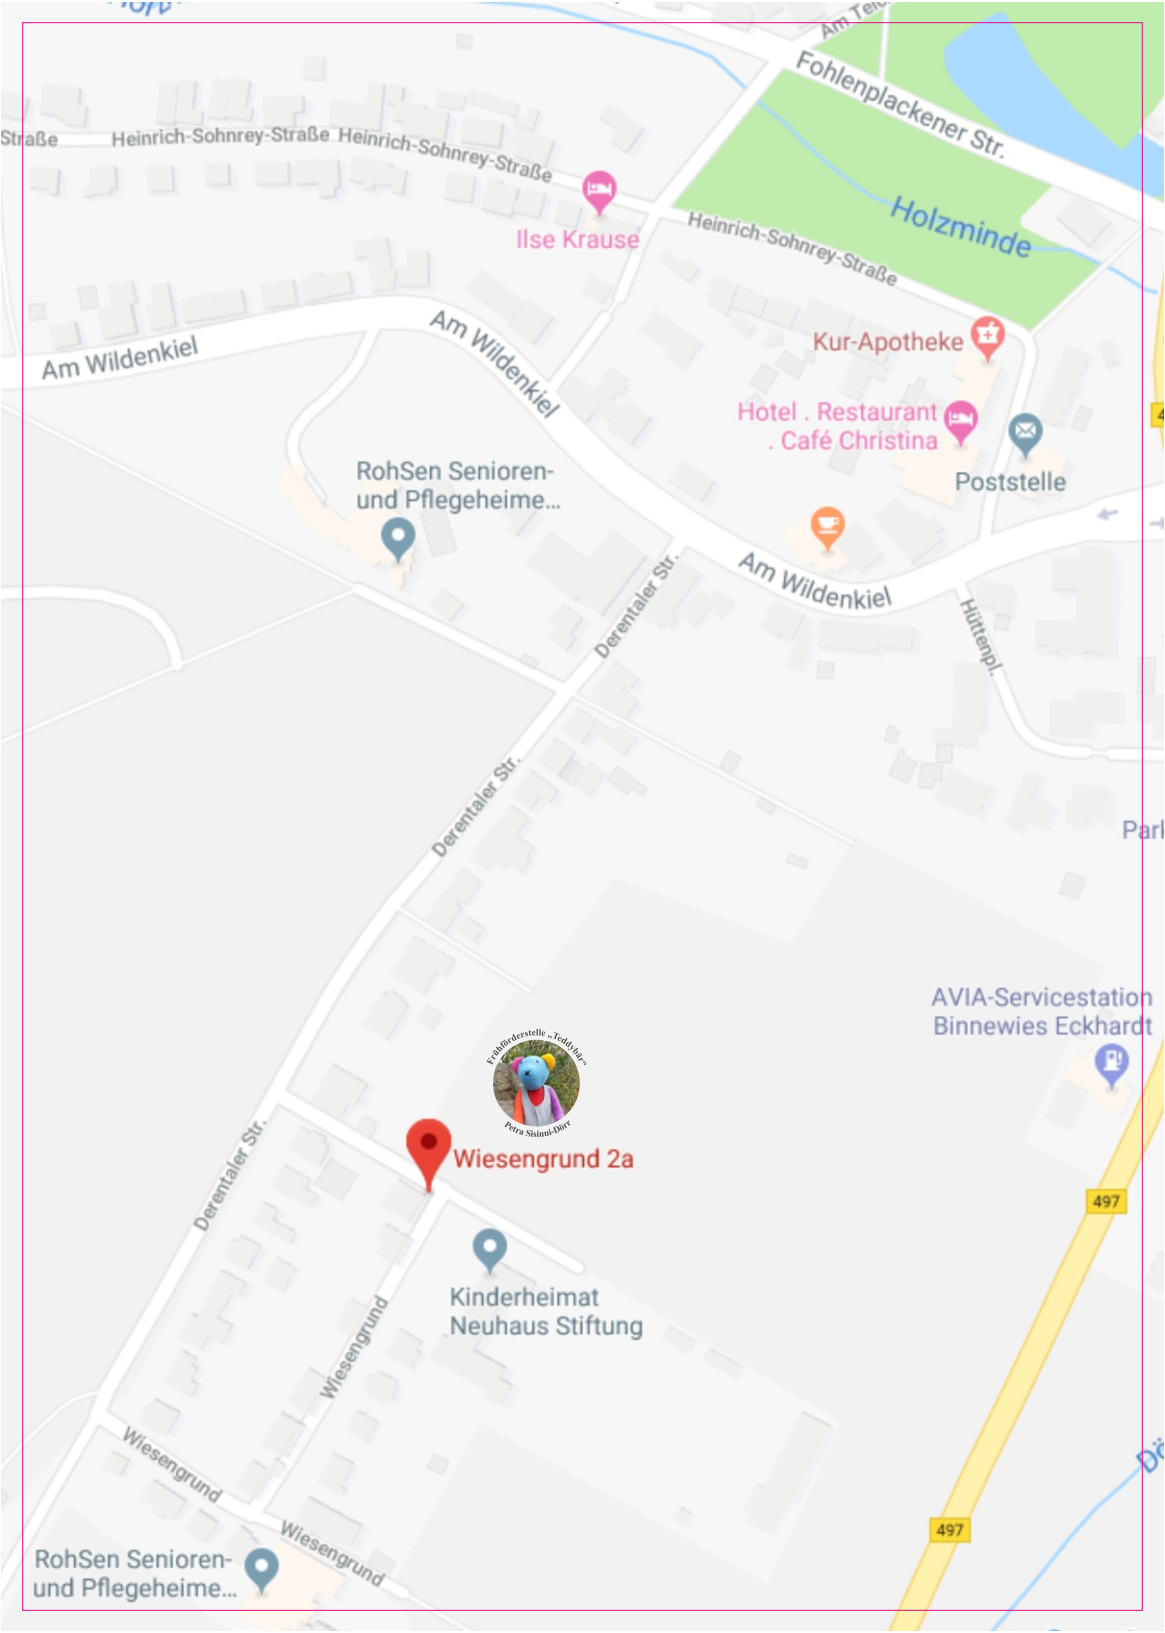 Am
Fohlenplackener Str.
Straße
Heinrich-Sohnrey-Straße
Heinrich-Sohnrey-Straße
Holzminde
Ilse Krause
Heinrich-Sohnrey-Straße
Am Wildenkiel
Am Wildenkiel
Kur-Apotheke
Hotel . Restaurant
. Café Christina
Poststelle
RohSen Senioren-
und Pflegeheime...
Am Wildenkiel
Derentaler Str.
Hüttenpl.
Derentaler Str.
AVIA-Servicestation
Binnewies Eckhardt
Frühförderstelle „Teddybär“
Petra Sisinni-Dörr
Wiesengrund 2a
Derentaler Str.
497
Kinderheimat
Neuhaus Stiftung
Wiesengrund
Wiesengrund
497
Wiesengrund
RohSen Senioren-
und Pflegeheime...